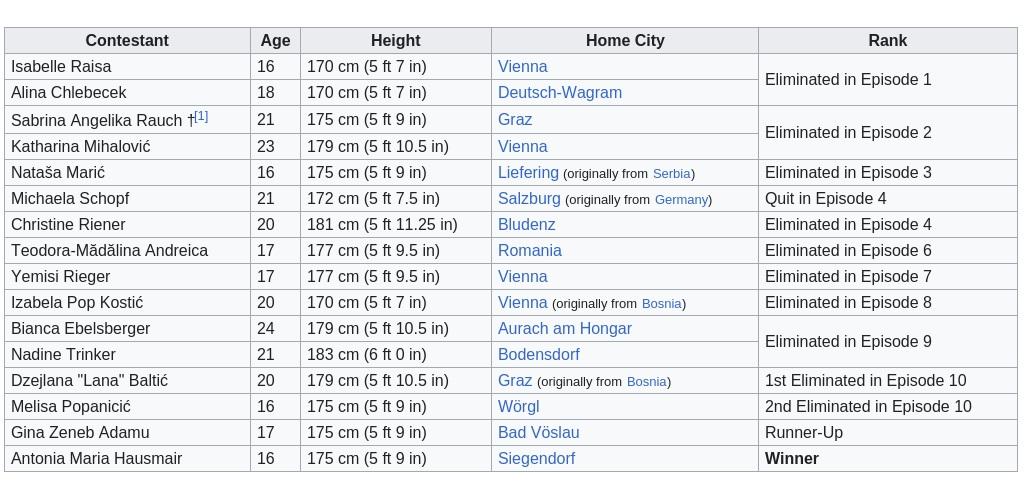 Contestant Age Height Home City Rank
Isabelle Raisa 16 170 cm (5 ft 7 in) Vienna Eliminated in Episode 1
Alina Chlebecek 18 170 cm (5 ft 7 in) Deutsch-Wagram
Sabrina Angelika Rauch †[1] 21 175 cm (5 ft 9 in) Graz Eliminated in Episode 2
Katharina Mihalović 23 179 cm (5 ft 10.5 in) Vienna
Nataša Marić 16 175 cm (5 ft 9 in) Liefering (originally from Serbia) Eliminated in Episode 3
Michaela Schopf 21 172 cm (5 ft 7.5 in) Salzburg (originally from Germany) Quit in Episode 4
Christine Riener 20 181 cm (5 ft 11.25 in) Bludenz Eliminated in Episode 4
Teodora-Mădălina Andreica 17 177 cm (5 ft 9.5 in) Romania Eliminated in Episode 6
Yemisi Rieger 17 177 cm (5 ft 9.5 in) Vienna Eliminated in Episode 7
Izabela Pop Kostić 20 170 cm (5 ft 7 in) Vienna (originally from Bosnia) Eliminated in Episode 8
Bianca Ebelsberger 24 179 cm (5 ft 10.5 in) Aurach am Hongar Eliminated in Episode 9
Nadine Trinker 21 183 cm (6 ft 0 in) Bodensdorf
Dzejlana "Lana" Baltić 20 179 cm (5 ft 10.5 in) Graz (originally from Bosnia) 1st Eliminated in Episode 10
Melisa Popanicić 16 175 cm (5 ft 9 in) Wörgl 2nd Eliminated in Episode 10
Gina Zeneb Adamu 17 175 cm (5 ft 9 in) Bad Vöslau Runner-Up
Antonia Maria Hausmair 16 175 cm (5 ft 9 in) Siegendorf Winner